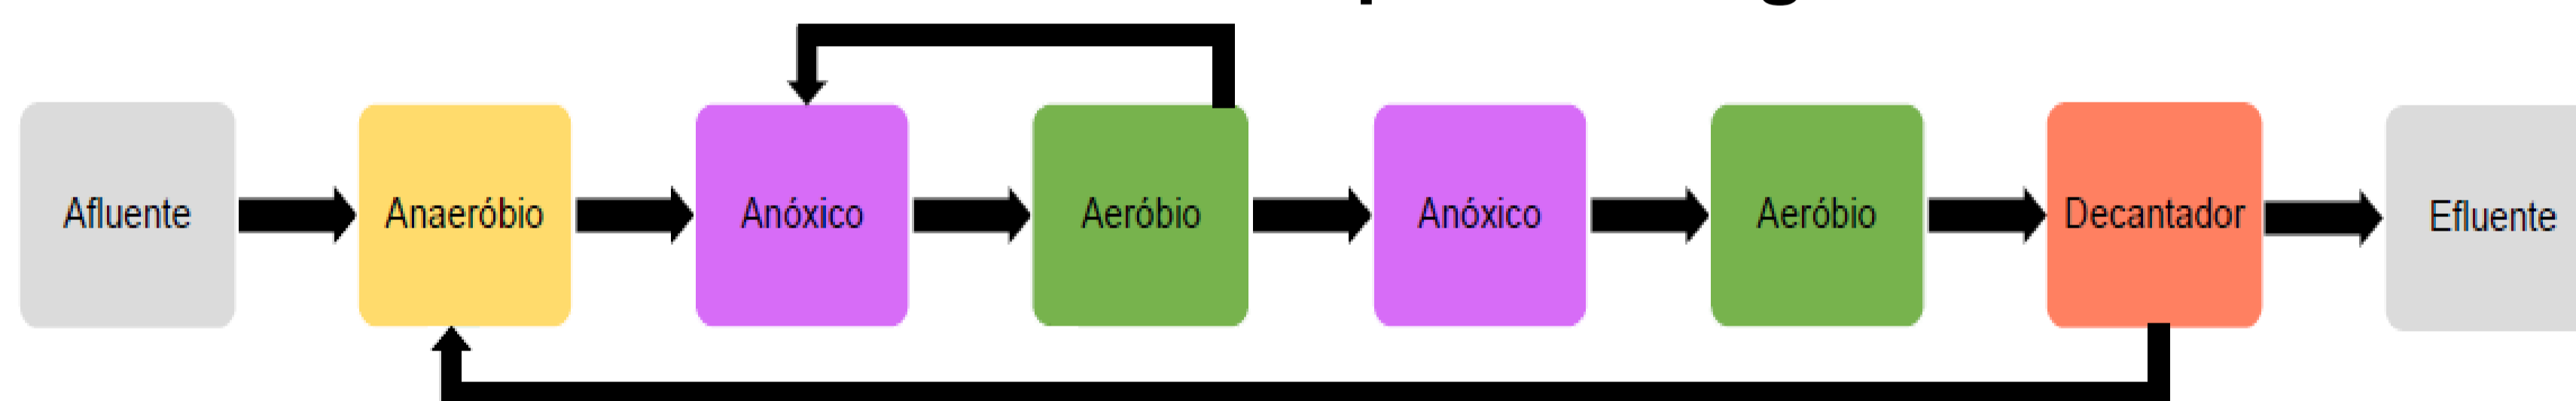 Afluente
Anaeróbio
Anóxico
Aeróbio
Anóxico
Aeróbio
Decantador
Efluente